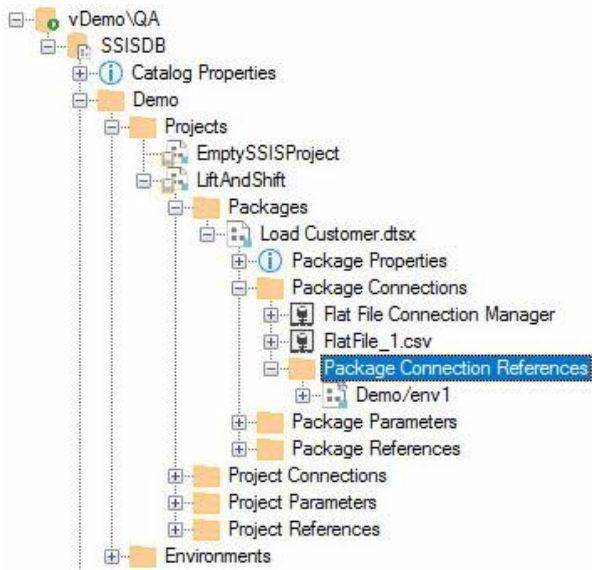 vDemo\QA
SSISDB
Catalog Properties
Demo
Projects
EmptySSISProject
LiftAndShift
Packages
Load Customer.dtsx
Package Properties
Package Connections
Flat File Connection Manager
FlatFile_1.csv
Package Connection References
Demo/env1
Package Parameters
Package References
Project Connections
Project Parameters
Project References
Environments